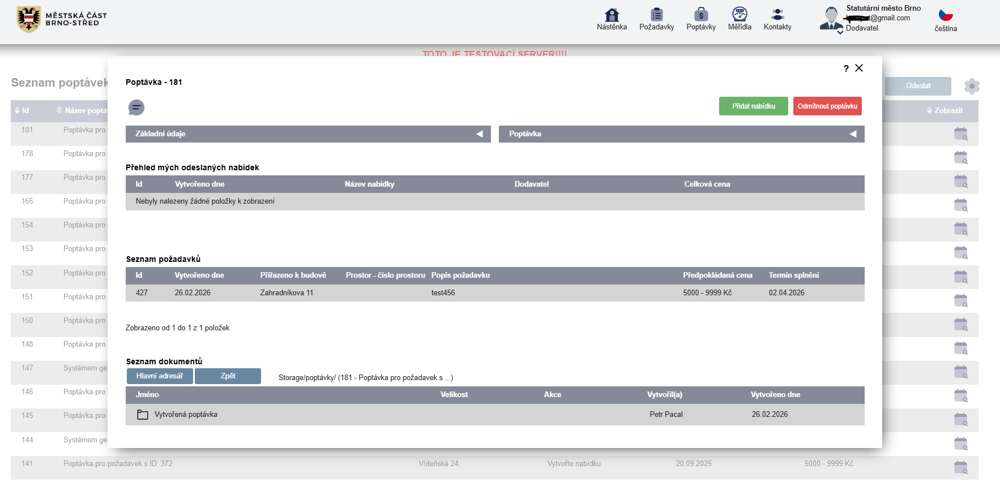 MĚSTSKÁ ČÁST
BRNO-STŘED
Nástěnka
Požadavky
Poptávky
Měřidla
Kontakty
Statutární město Brno
@gmail.com
Dodavatel
čeština
TOTO JE TESTOVACÍ SERVER!!!!
Seznam poptávek
Odeslat
Id
Název poptá
Zobrazit
181 Poptávka pro
178 Poptávka pro
177 Poptávka pro
165 Poptávka pro
154 Poptávka pro
153 Poptávka pro
152 Poptávka pro
151 Poptávka pro
150 Poptávka pro
148 Poptávka pro
147 Systémem ge
146 Poptávka pro
145 Poptávka pro
144 Systémem ge
141 Poptávka pro požadavek s ID: 372 Vídeňská 24 Vytvořte nabídku 20.09.2025 5000 - 9999 Kč
?
Poptávka - 181
Přidat nabídku
Odmítnout poptávku
Základní údaje
Poptávka
Přehled mých odeslaných nabídek
Id Vytvořeno dne Název nabídky Dodavatel Celková cena
Nebyly nalezeny žádné položky k zobrazení
Seznam požadavků
Id Vytvořeno dne Přiřazeno k budově Prostor - číslo prostoru Popis požadavku Předpokládaná cena Termín splnění
427 26.02.2026 Zahradníkova 11 test456 5000 - 9999 Kč 02.04.2026
Zobrazeno od 1 do 1 z 1 položek
Seznam dokumentů
Hlavní adresář Zpět Storage/poptávky/ (181 - Poptávka pro požadavek s ...)
Jméno Velikost Akce Vytvořil(a) Vytvořeno dne
Vytvořená poptávka Petr Pacal 26.02.2026